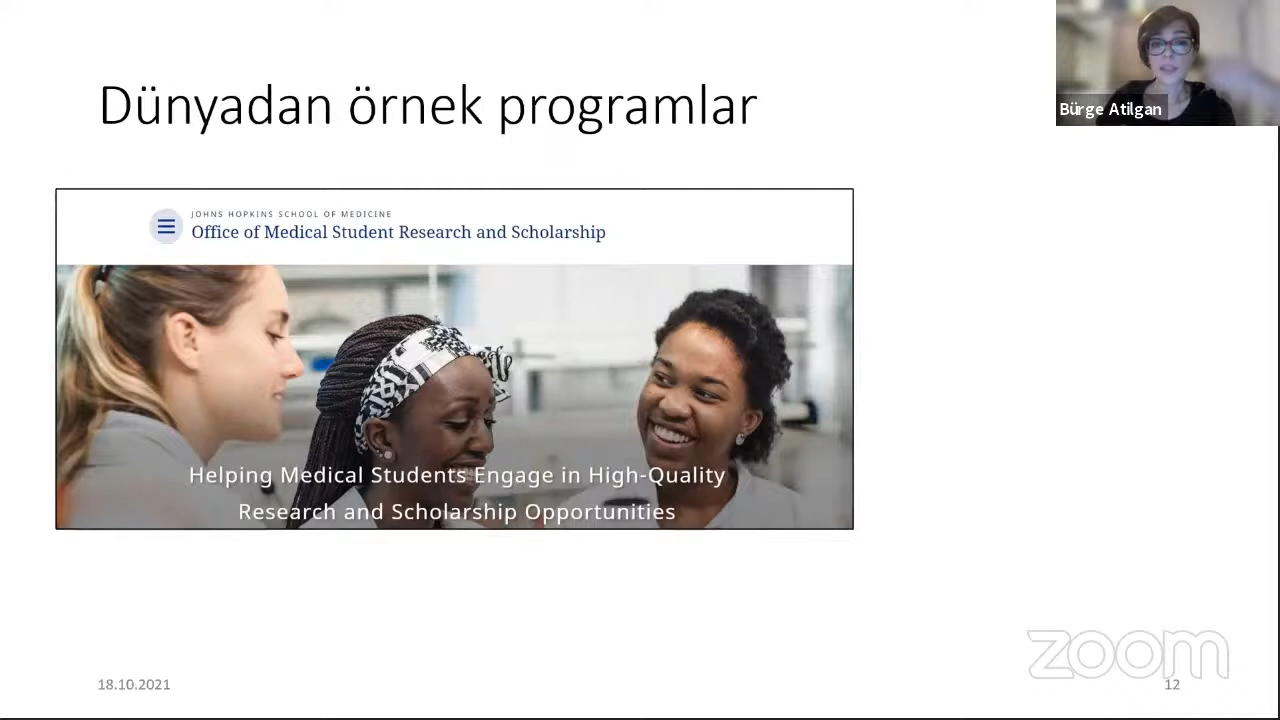 Dünyadan örnek programlar
Bürge Atilgan
JOHNS HOPKINS SCHOOL OF MEDICINE
Office of Medical Student Research and Scholarship
Helping Medical Students Engage in High-Quality
Research and Scholarship Opportunities
zoom
18.10.2021
12